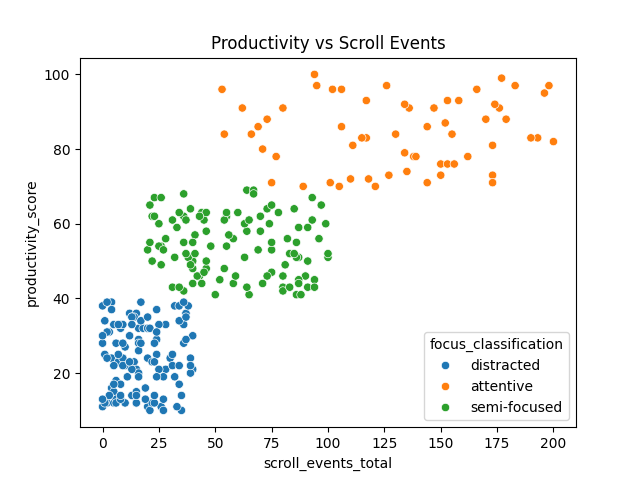 Productivity vs Scroll Events
productivity_score
100
80
60
40
20
0
25
50
75
100
125
150
175
200
scroll_events_total
focus_classification
distracted
attentive
semi-focused